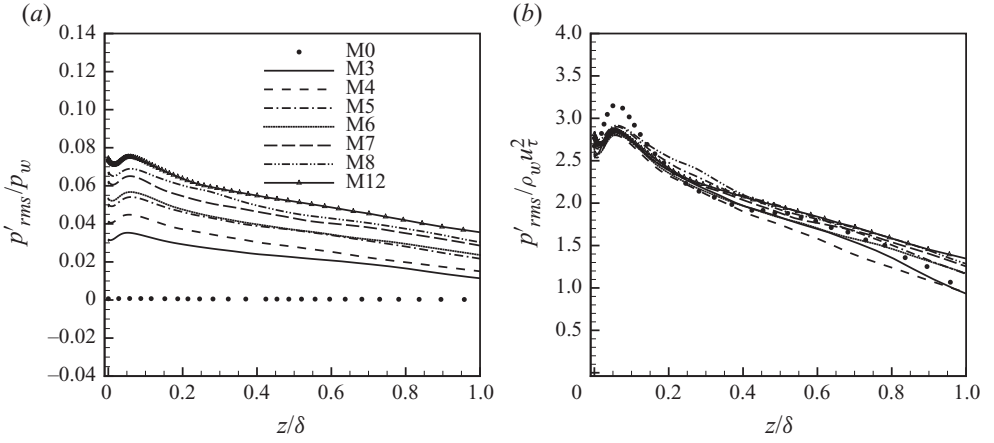 (a)
0.14
0.12
0.10
0.08
0.06
0.04
0.02
0
–0.02
–0.04
0
0.2
0.4
0.6
0.8
1.0
p′rms/pw
z/δ
M0
M3
M4
M5
M6
M7
M8
M12
(b)
4.0
3.5
3.0
2.5
2.0
1.5
1.0
0.5
0
0.2
0.4
0.6
0.8
1.0
p′rms/ρwu²τ
z/δ